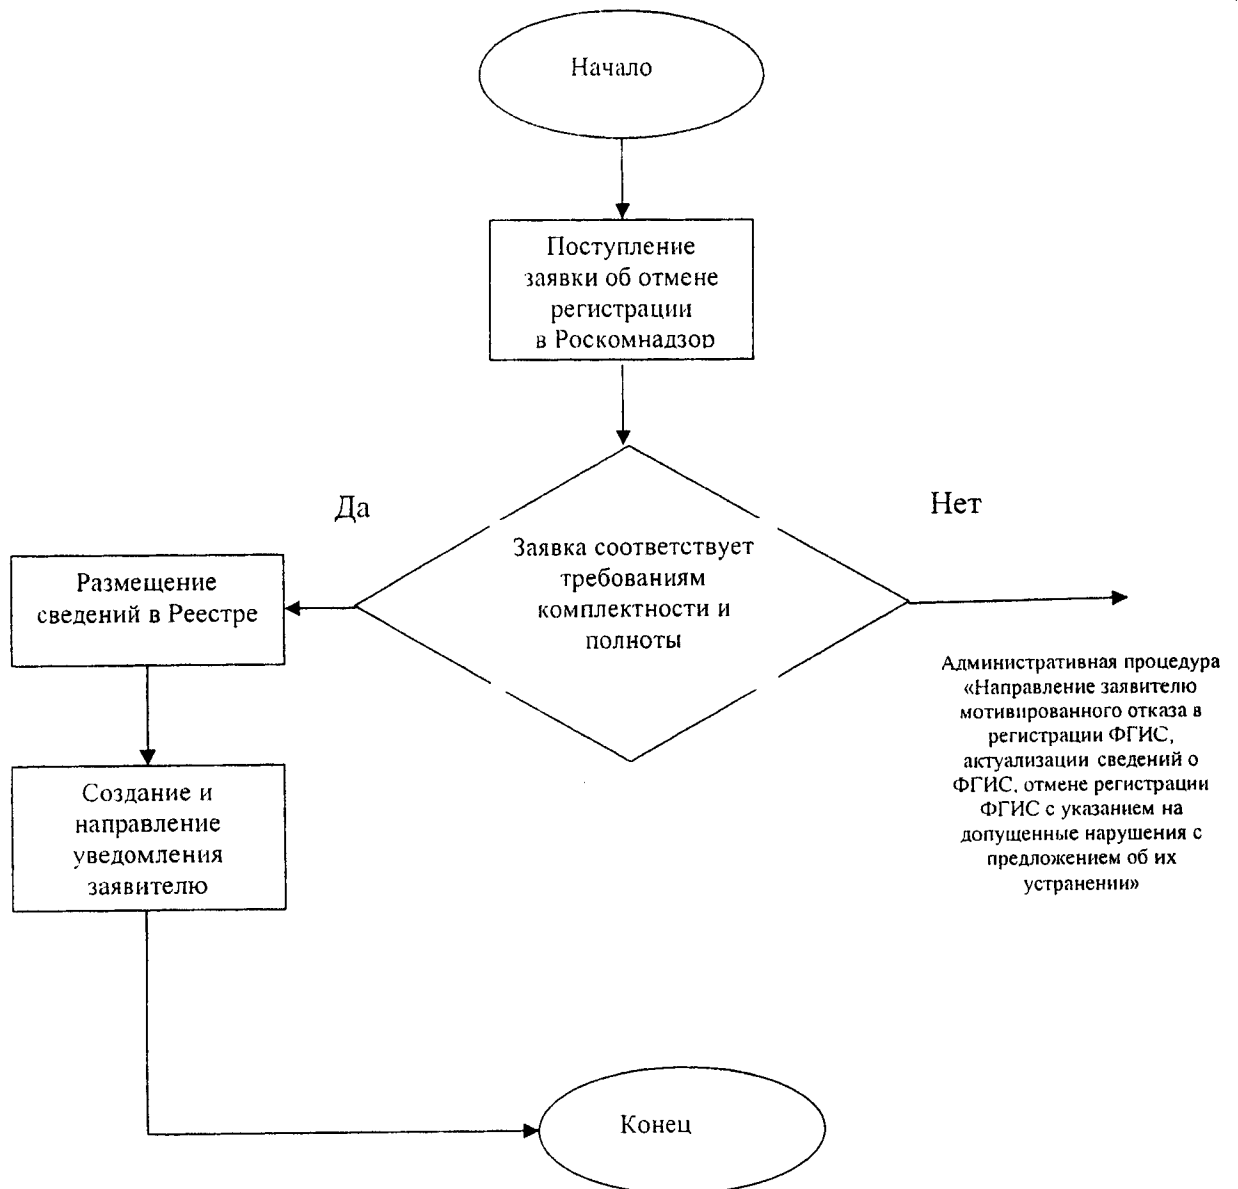 Начало
Поступление
заявки об отмене
регистрации
в Роскомнадзор
Да
Нет
Заявка соответствует
требованиям
комплектности и
полноты
Размещение
сведений в Реестре
Административная процедура
«Направление заявителю
мотивированного отказа в
регистрации ФГИС,
актуализации сведений о
ФГИС, отмене регистрации
ФГИС с указанием на
допущенные нарушения с
предложением об их
устранении»
Создание и
направление
уведомления
заявителю
Конец